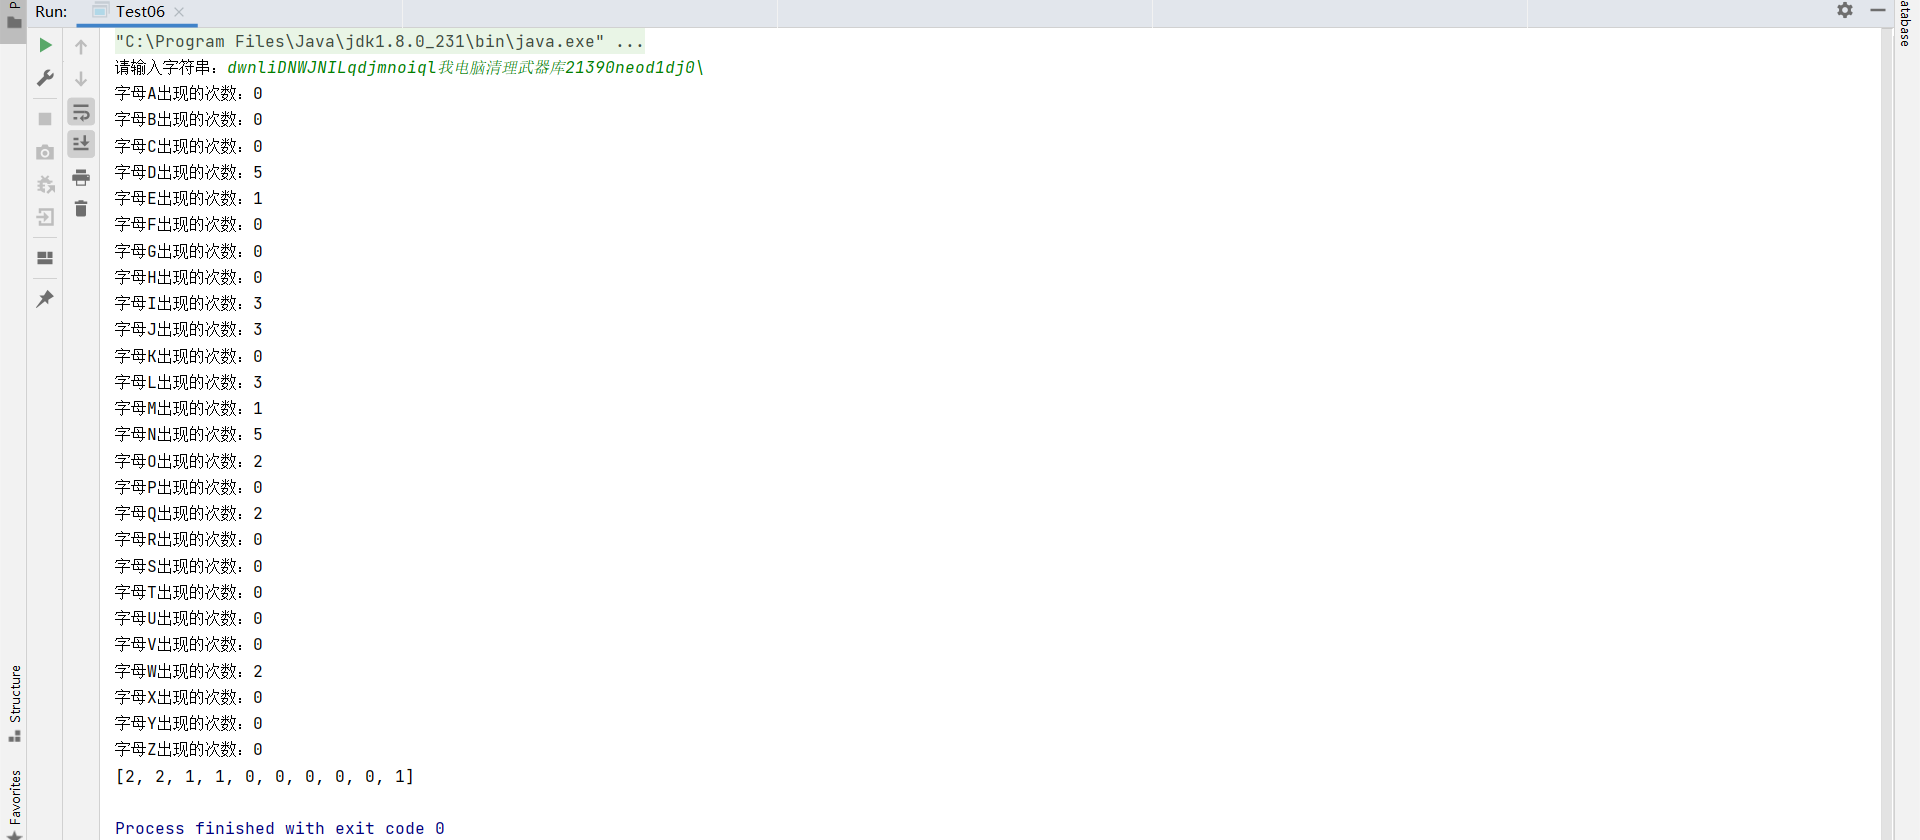 Run: Test06
"C:\Program Files\Java\jdk1.8.0_231\bin\java.exe" ...
请输入字符串：dwnliDNWJNILqdjmnoiql我电脑清理武器库21390neod1dj0\
字母A出现的次数：0
字母B出现的次数：0
字母C出现的次数：0
字母D出现的次数：5
字母E出现的次数：1
字母F出现的次数：0
字母G出现的次数：0
字母H出现的次数：0
字母I出现的次数：3
字母J出现的次数：3
字母K出现的次数：0
字母L出现的次数：3
字母M出现的次数：1
字母N出现的次数：5
字母O出现的次数：2
字母P出现的次数：0
字母Q出现的次数：2
字母R出现的次数：0
字母S出现的次数：0
字母T出现的次数：0
字母U出现的次数：0
字母V出现的次数：0
字母W出现的次数：2
字母X出现的次数：0
字母Y出现的次数：0
字母Z出现的次数：0
[2, 2, 1, 1, 0, 0, 0, 0, 0, 1]
Process finished with exit code 0
P
Structure
Favorites
atabase